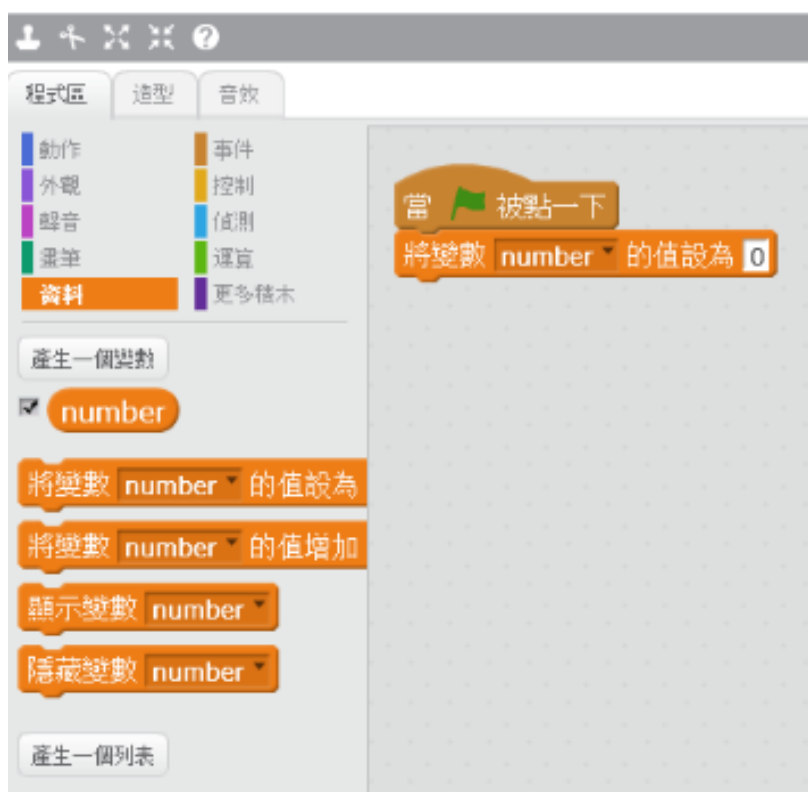 程式區 造型 音效
動作 事件
外觀 控制
聲音 偵測
畫筆 運算
資料 更多積木
產生一個變數
number
將變數 number 的值設為
將變數 number 的值增加
顯示變數 number
隱藏變數 number
產生一個列表
當 被點一下
將變數 number 的值設為 0